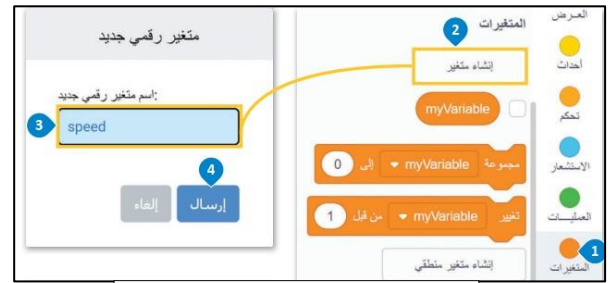 العرض
أحداث
تحكم
الاستشعار
العمليات
1
المتغيرات
المتغيرات
2
إنشاء متغير
myVariable
مجموعة myVariable إلى 0
تغيير myVariable من قبل 1
إنشاء متغير منطقي
متغير رقمي جديد
اسم متغير رقمي جديد:
3
speed
4
إرسال
إلغاء